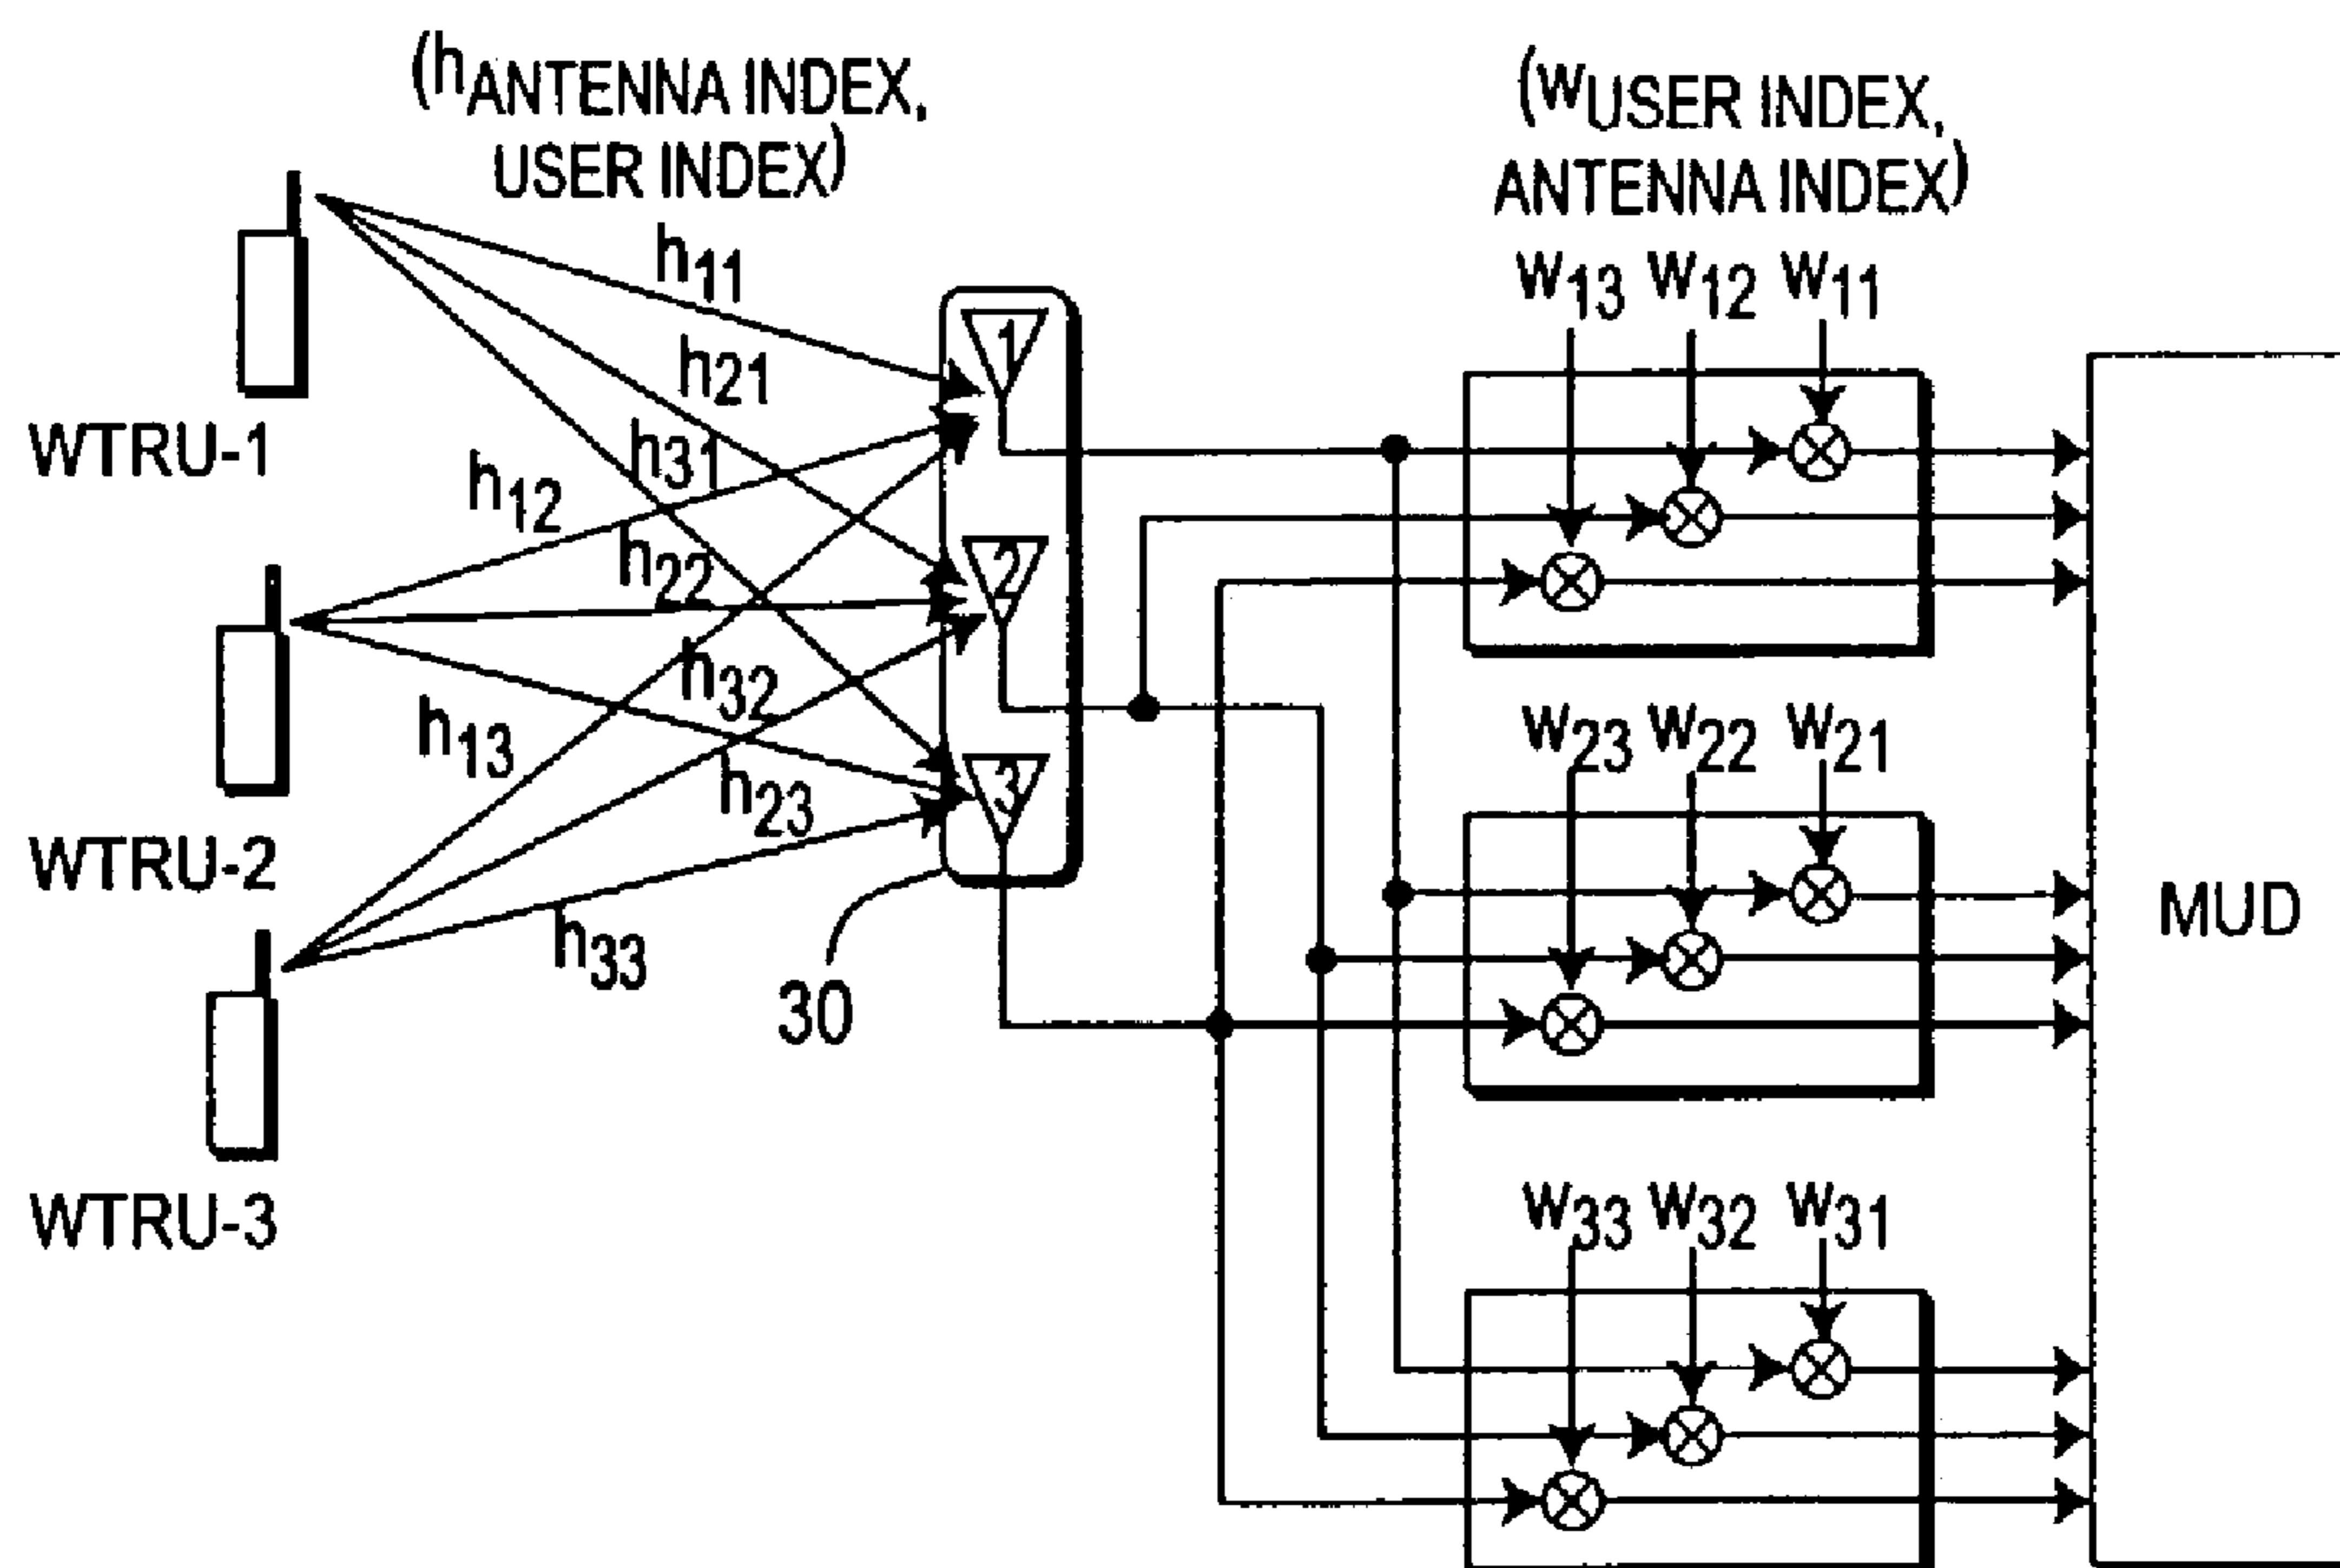 (hANTENNA INDEX,
USER INDEX)
(wUSER INDEX,
ANTENNA INDEX)
h11
h21
h31
h12
h22
h32
h13
h23
h33
WTRU-1
WTRU-2
WTRU-3
1
2
3
30
w13 w12 w11
w23 w22 w21
w33 w32 w31
MUD